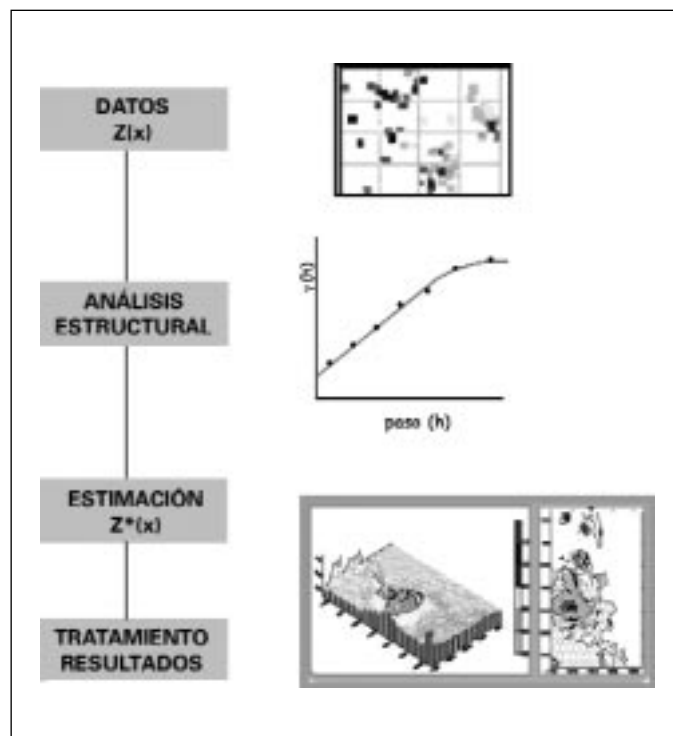 DATOS
Z(x)
γ(h)
ANÁLISIS
ESTRUCTURAL
paso (h)
ESTIMACIÓN
Z*(x)
TRATAMIENTO
RESULTADOS